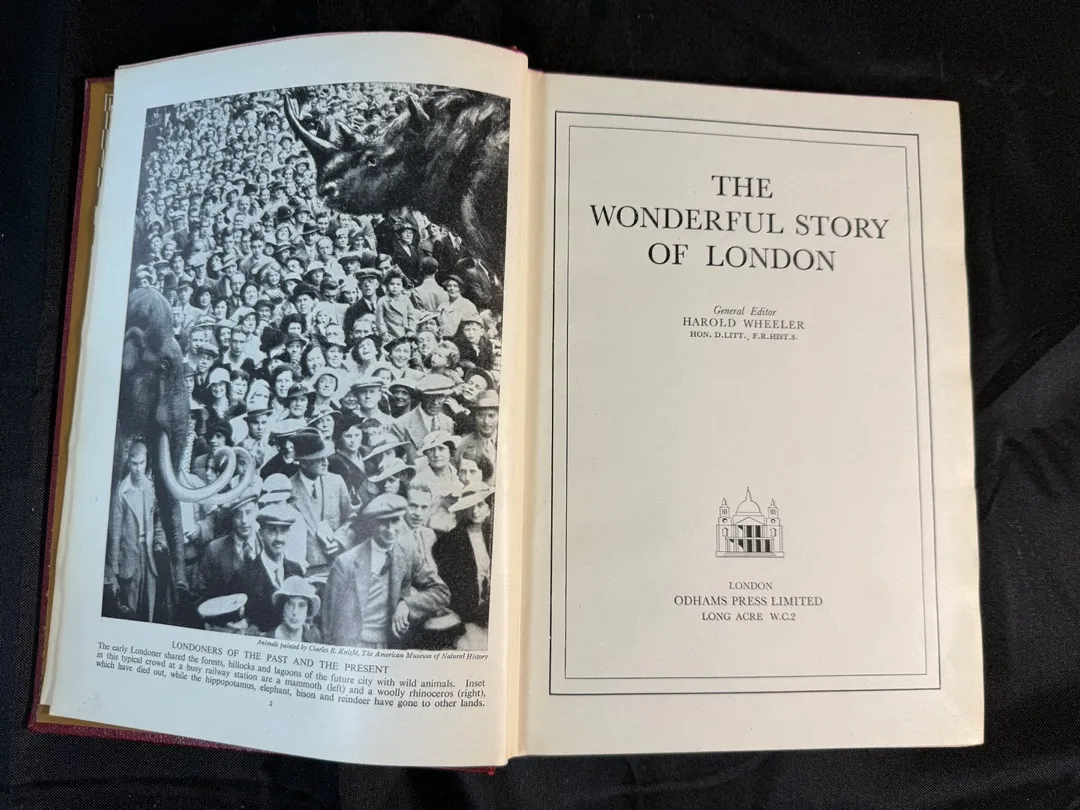 Animals painted by Charles R. Knight, The American Museum of Natural History
LONDONERS OF THE PAST AND THE PRESENT
The early Londoner shared the forests, hillocks and lagoons of the future city with wild animals. Inset
in this typical crowd at a busy railway station are a mammoth (left) and a woolly rhinoceros (right),
which have died out, while the hippopotamus, elephant, bison and reindeer have gone to other lands.
2
THE
WONDERFUL STORY
OF LONDON
General Editor
HAROLD WHEELER
HON. D.LITT., F.R.HIST.S.
LONDON
ODHAMS PRESS LIMITED
LONG ACRE W.C.2